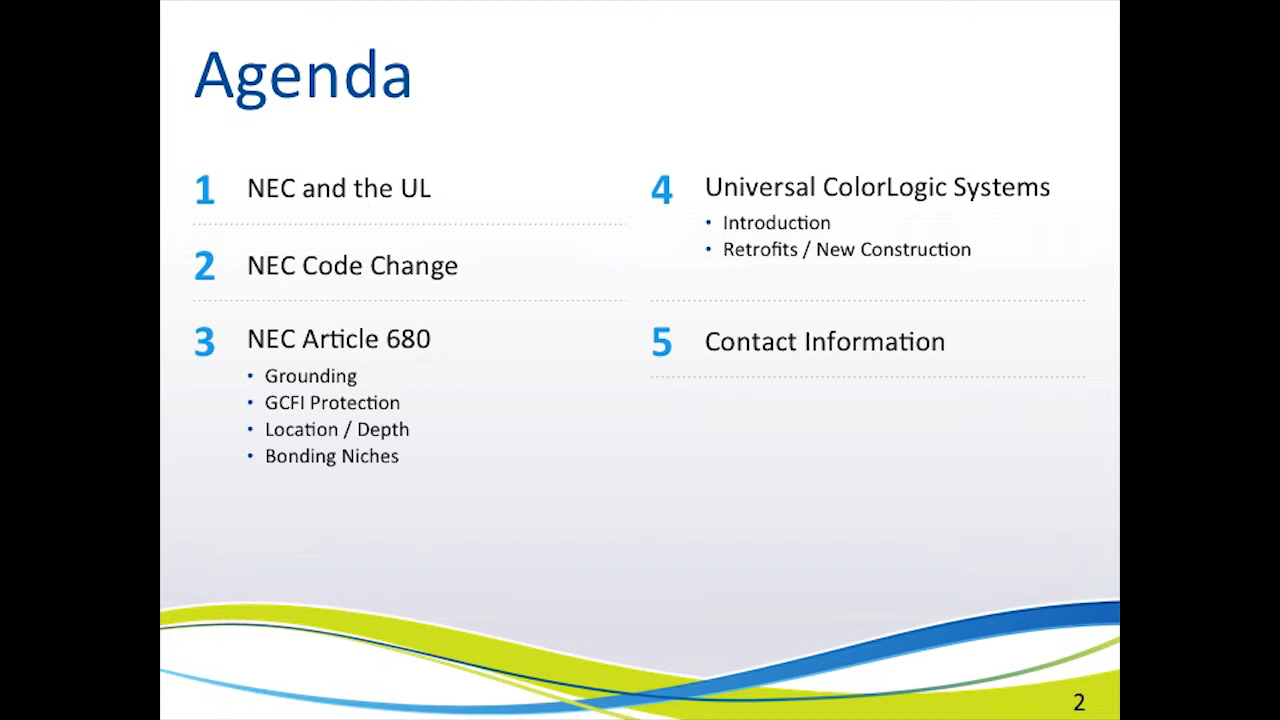 Agenda
1 NEC and the UL
2 NEC Code Change
3 NEC Article 680
• Grounding
• GCFI Protection
• Location / Depth
• Bonding Niches
4 Universal ColorLogic Systems
• Introduction
• Retrofits / New Construction
5 Contact Information
2